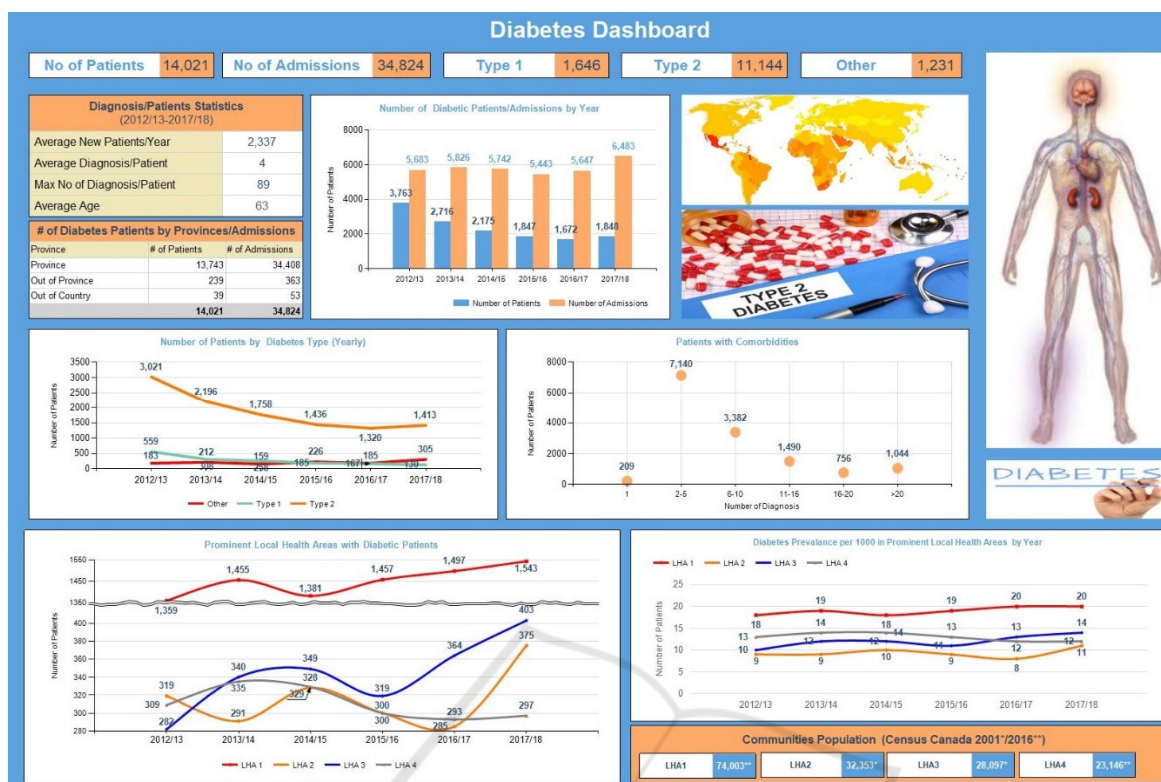 Diabetes Dashboard
No of Patients 14,021 No of Admissions 34,824 Type 1 1,646 Type 2 11,144 Other 1,231
Diagnosis/Patients Statistics
(2012/13-2017/18)
Average New Patients/Year 2,337
Average Diagnosis/Patient 4
Max No of Diagnosis/Patient 89
Average Age 63
# of Diabetes Patients by Provinces/Admissions
Province # of Patients # of Admissions
Province 13,743 34,408
Out of Province 239 363
Out of Country 39 53
14,021 34,824
Number of Diabetic Patients/Admissions by Year
Number of Patients
8000
6000
4000
2000
0
5,683 5,826 5,742 5,443 5,647 6,483
3,763 2,716 2,175 1,847 1,672 1,848
2012/13 2013/14 2014/15 2015/16 2016/17 2017/18
Number of Patients Number of Admissions
TYPE 2
DIABETES
Number of Patients by Diabetes Type (Yearly)
Number of Patients
3500
3000
2500
2000
1500
1000
500
0
3,021 2,196 1,758 1,436 1,320 1,413
559 212 159 226 185 305
183 308 268 185 167 130
2012/13 2013/14 2014/15 2015/16 2016/17 2017/18
Other Type 1 Type 2
Patients with Comorbidities
Number of Patients
8000
6000
4000
2000
0
209 7,140 3,382 1,490 756 1,044
1 2-5 6-10 11-15 16-20 >20
Number of Diagnosis
DIABETES
Prominent Local Health Areas with Diabetic Patients
Number of Patients
1550
1450
1350
400
380
360
340
320
300
280
1,359 1,455 1,381 1,457 1,497 1,543
319 340 349 319 364 403
309 335 328 300 293 375
282 291 329 300 285 297
2012/13 2013/14 2014/15 2015/16 2016/17 2017/18
LHA 1 LHA 2 LHA 3 LHA 4
Diabetes Prevalance per 1000 in Prominent Local Health Areas by Year
LHA 1 LHA 2 LHA 3 LHA 4
Number of Patients
25
20
15
10
5
0
18 19 18 19 20 20
13 14 14 13 13 14
10 12 12 11 12 12
9 9 10 9 8 11
2012/13 2013/14 2014/15 2015/16 2016/17 2017/18
Communities Population (Census Canada 2001*/2016**)
LHA1 74,003** LHA2 32,353* LHA3 28,097* LHA4 23,146**